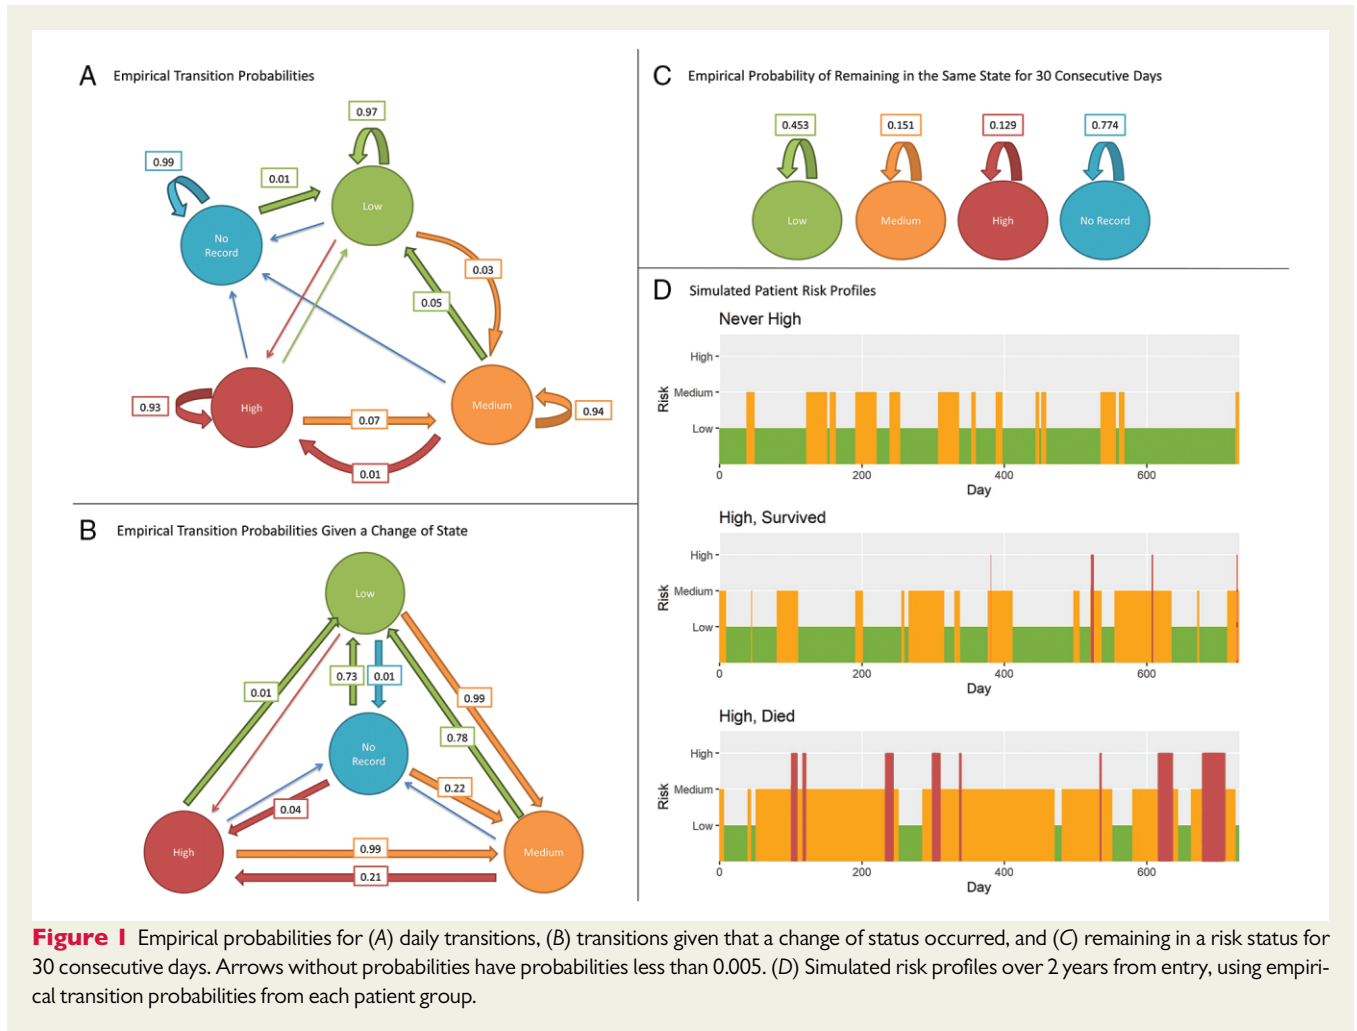 A Empirical Transition Probabilities
0.97
0.99
0.01
Low
No
Record
0.03
0.05
0.93
High
0.07
Medium
0.94
0.01
B Empirical Transition Probabilities Given a Change of State
Low
0.73
0.01
0.01
0.99
0.78
No
Record
0.22
0.04
High
0.99
Medium
0.21
C Empirical Probability of Remaining in the Same State for 30 Consecutive Days
0.453
0.151
0.129
0.774
Low
Medium
High
No Record
D Simulated Patient Risk Profiles
Never High
High
Medium
Low
Risk
0 200 400 600
Day
High, Survived
High
Medium
Low
Risk
0 200 400 600
Day
High, Died
High
Medium
Low
Risk
0 200 400 600
Day
Figure 1 Empirical probabilities for (A) daily transitions, (B) transitions given that a change of status occurred, and (C) remaining in a risk status for
30 consecutive days. Arrows without probabilities have probabilities less than 0.005. (D) Simulated risk profiles over 2 years from entry, using empiri-
cal transition probabilities from each patient group.